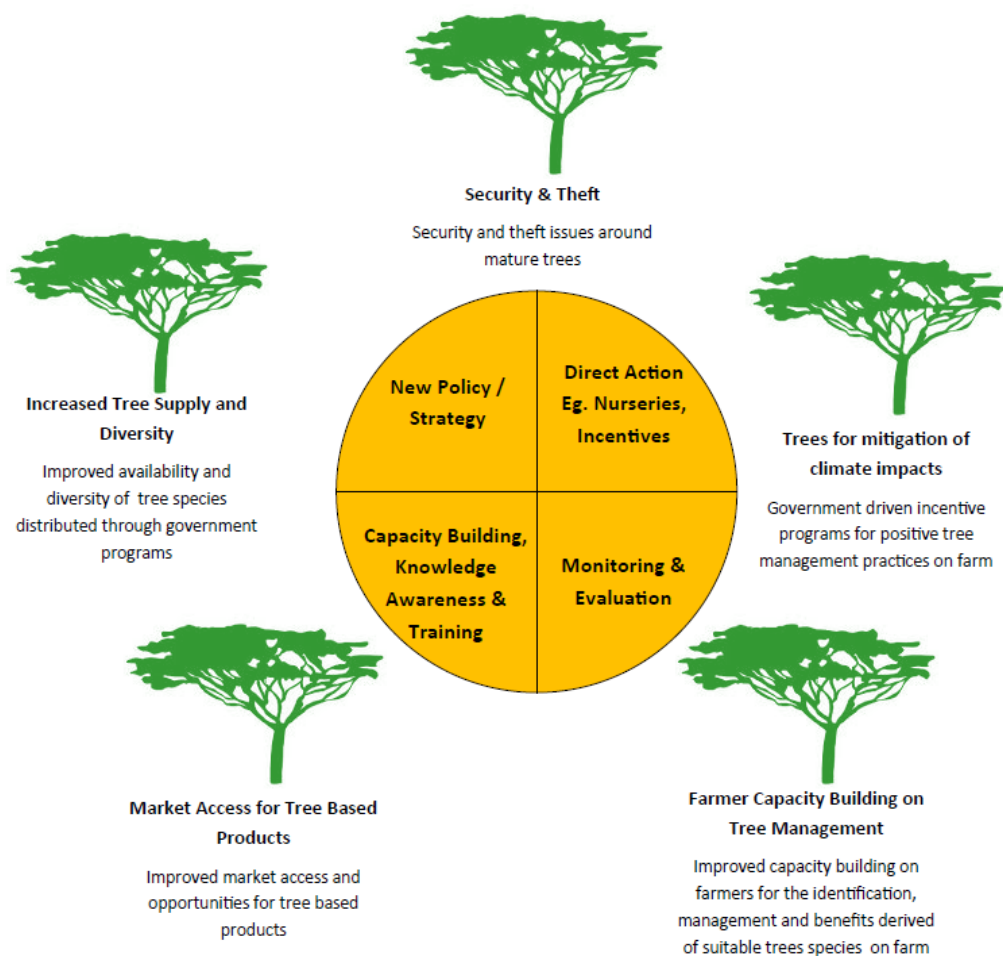 Security & Theft
Security and theft issues around
mature trees
Increased Tree Supply and
Diversity
Improved availability and
diversity of tree species
distributed through government
programs
New Policy /
Strategy
Direct Action
Eg. Nurseries,
Incentives
Trees for mitigation of
climate impacts
Government driven incentive
programs for positive tree
management practices on farm
Capacity Building,
Knowledge
Awareness &
Training
Monitoring &
Evaluation
Market Access for Tree Based
Products
Improved market access and
opportunities for tree based
products
Farmer Capacity Building on
Tree Management
Improved capacity building on
farmers for the identification,
management and benefits derived
of suitable trees species on farm